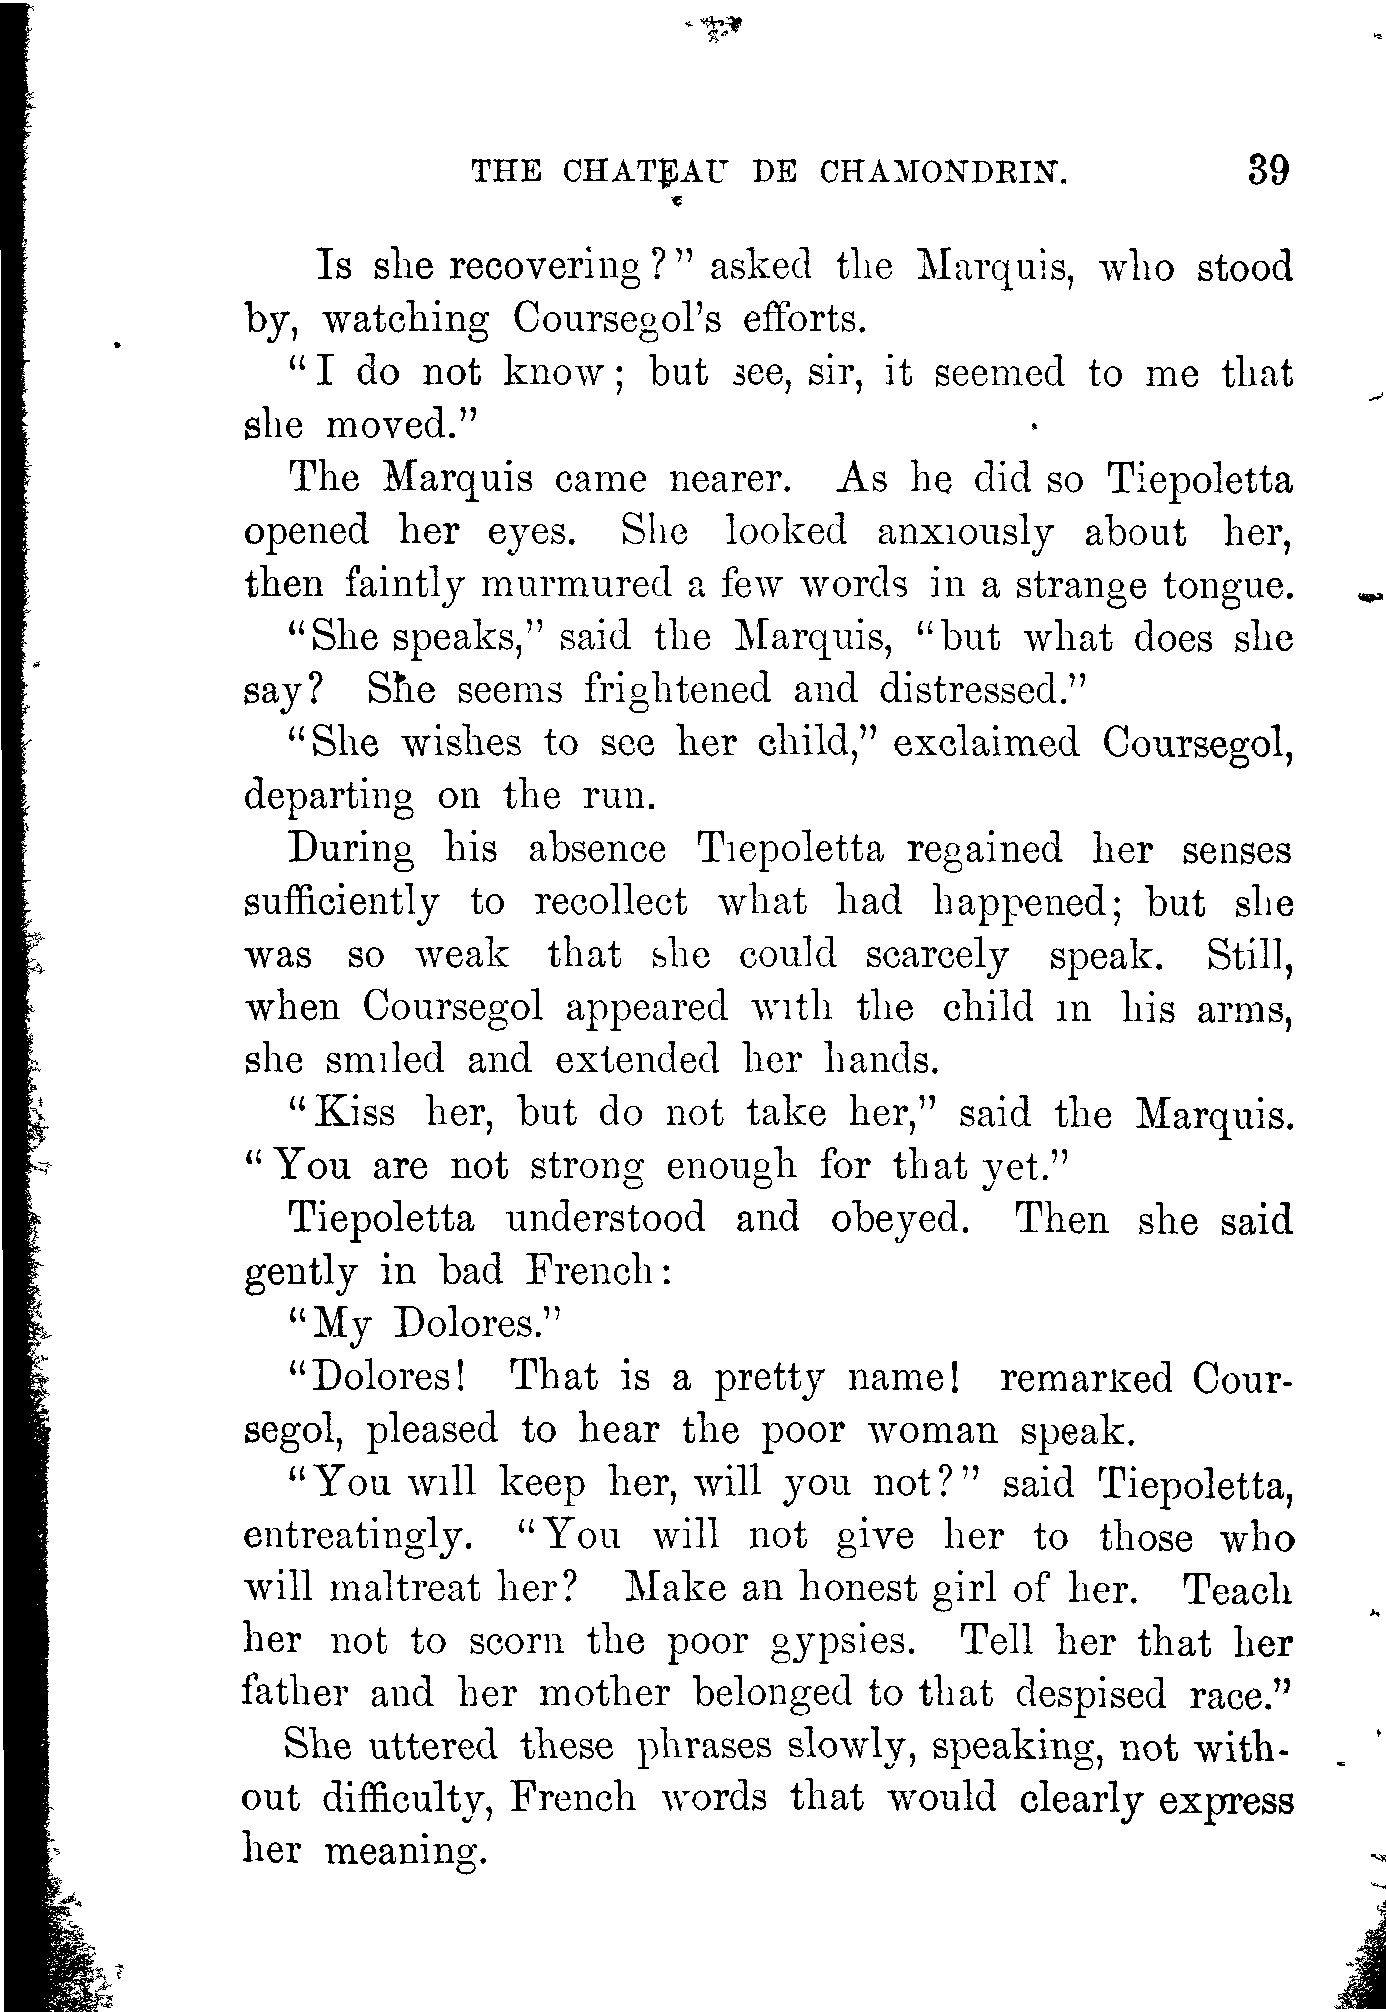 THE CHATEAU DE CHAMONDRIN. 39
Is she recovering?" asked the Marquis, who stood
by, watching Coursegol's efforts.
"I do not know; but see, sir, it seemed to me that
she moved."
The Marquis came nearer. As he did so Tiepoletta
opened her eyes. She looked anxiously about her,
then faintly murmured a few words in a strange tongue.
"She speaks," said the Marquis, "but what does she
say? She seems frightened and distressed."
"She wishes to see her child," exclaimed Coursegol,
departing on the run.
During his absence Tiepoletta regained her senses
sufficiently to recollect what had happened; but she
was so weak that she could scarcely speak. Still,
when Coursegol appeared with the child in his arms,
she smiled and extended her hands.
"Kiss her, but do not take her," said the Marquis.
"You are not strong enough for that yet."
Tiepoletta understood and obeyed. Then she said
gently in bad French:
"My Dolores."
"Dolores! That is a pretty name! remarked Cour-
segol, pleased to hear the poor woman speak.
"You will keep her, will you not?" said Tiepoletta,
entreatingly. "You will not give her to those who
will maltreat her? Make an honest girl of her. Teach
her not to scorn the poor gypsies. Tell her that her
father and her mother belonged to that despised race."
She uttered these phrases slowly, speaking, not with-
out difficulty, French words that would clearly express
her meaning.